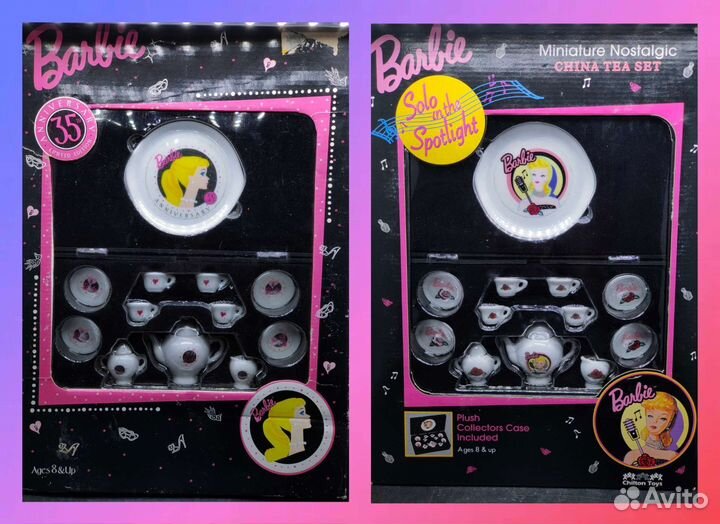 Barbie
ANNIVERSARY
35
LIMITED EDITION
Barbie
ANNIVERSARY
Barbie
Ages 8 & Up
Barbie
Miniature Nostalgic
CHINA TEA SET
Solo
in the
Spotlight
Barbie
Barbie
Plush
Collectors Case
Included
Ages 8 & up
Chilton Toys
Avito